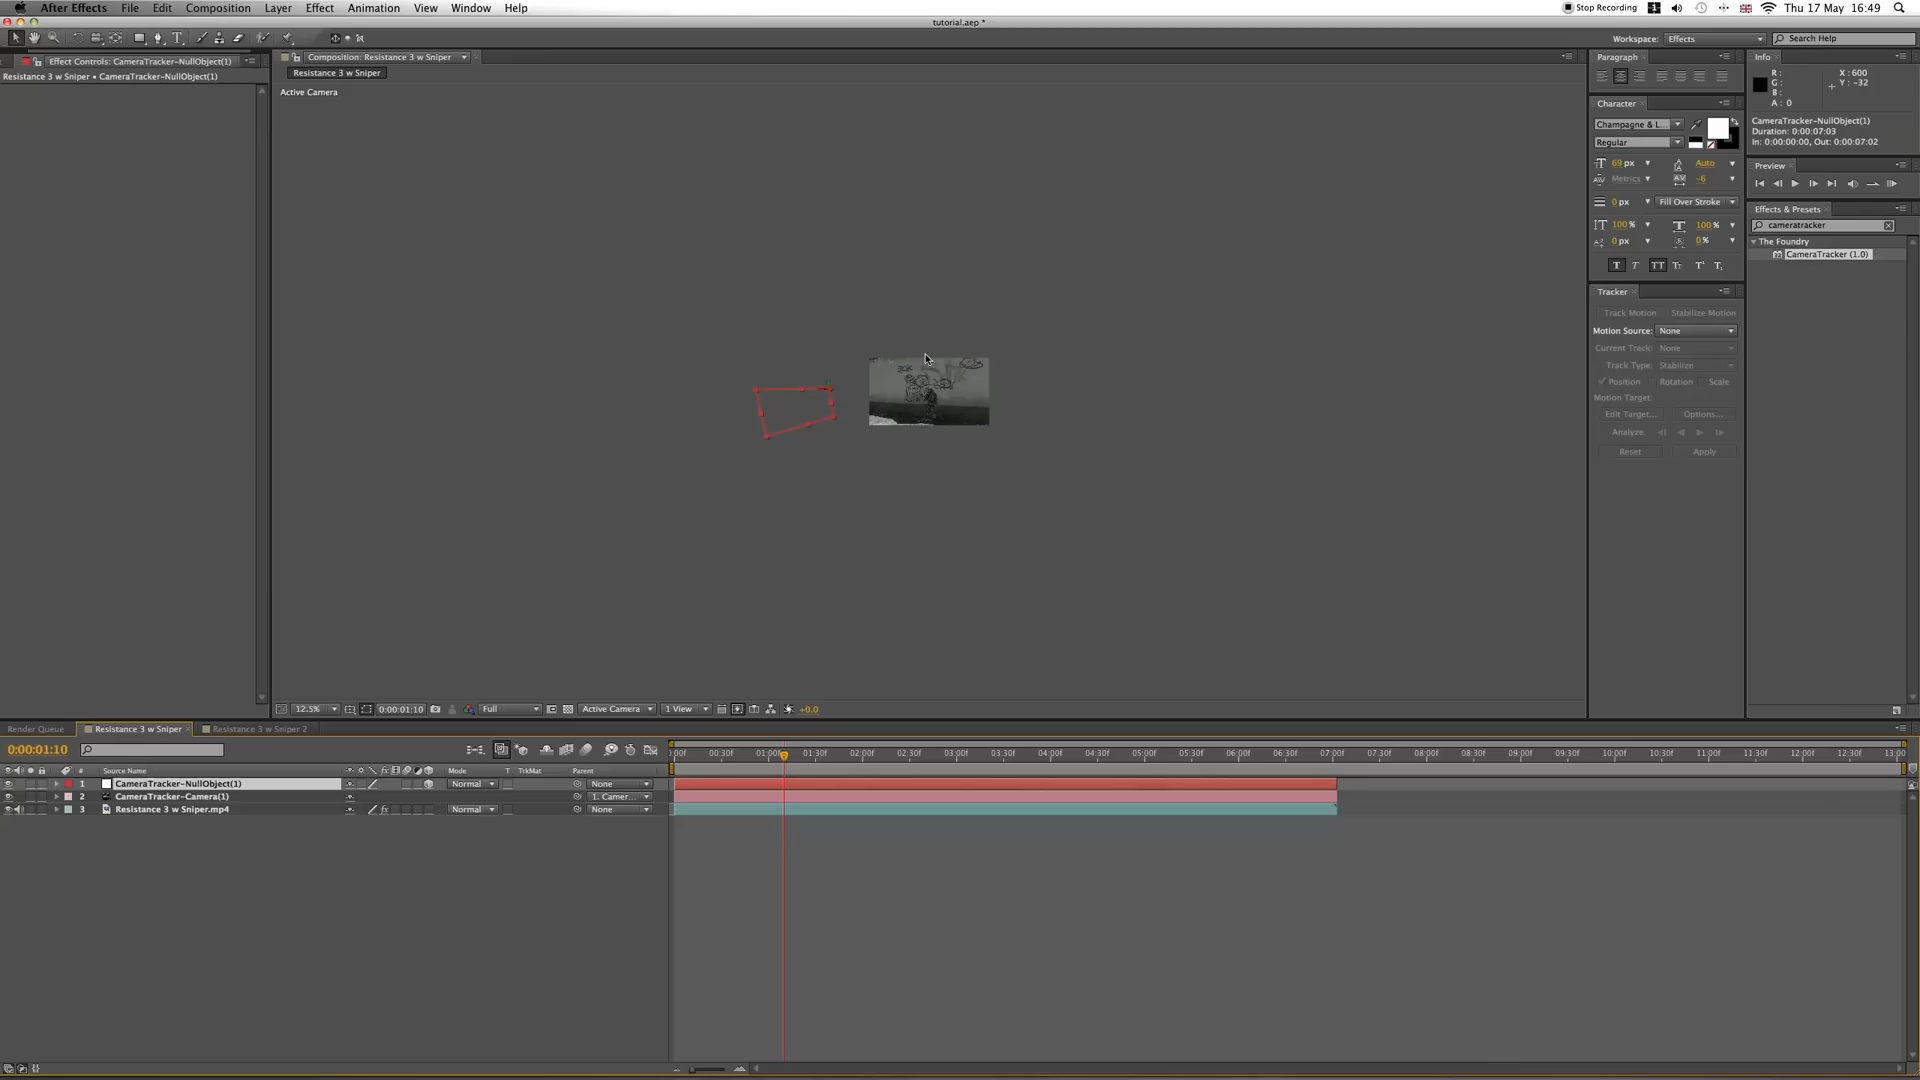 After Effects File Edit Composition Layer Effect Animation View Window Help Stop Recording 1 Thu 17 May 16:49
tutorial.aep *
Workspace: Effects Search Help
Effect Controls: CameraTracker-NullObject(1) Composition: Resistance 3 w Sniper Paragraph Info
Resistance 3 w Sniper • CameraTracker-NullObject(1) Resistance 3 w Sniper
R : X : 600
G : Y : -32
B :
A : 0
Active Camera
Character
CameraTracker-NullObject(1)
Duration: 0:00:07:03
In: 0:00:00:00, Out: 0:00:07:02
Champagne & L...
Regular
69 px Auto
Metrics -6
0 px Fill Over Stroke
100 % 100 %
0 px 0 %
T T TT Tt T' T,
Preview
Effects & Presets
cameratracker
The Foundry
CameraTracker (1.0)
Tracker
Track Motion Stabilize Motion
Motion Source: None
Current Track: None
Track Type: Stabilize
Position Rotation Scale
Motion Target:
Edit Target... Options...
Analyze:
Reset Apply
12.5% 0:00:01:10 Full Active Camera 1 View +0.0
Render Queue Resistance 3 w Sniper Resistance 3 w Sniper 2
0:00:01:10
:00f 00:30f 01:00f 01:30f 02:00f 02:30f 03:00f 03:30f 04:00f 04:30f 05:00f 05:30f 06:00f 06:30f 07:00f 07:30f 08:00f 08:30f 09:00f 09:30f 10:00f 10:30f 11:00f 11:30f 12:00f 12:30f 13:00
# Source Name Mode T TrkMat Parent
1 CameraTracker-NullObject(1) Normal None
2 CameraTracker-Camera(1) 1. Camer...
3 Resistance 3 w Sniper.mp4 Normal None